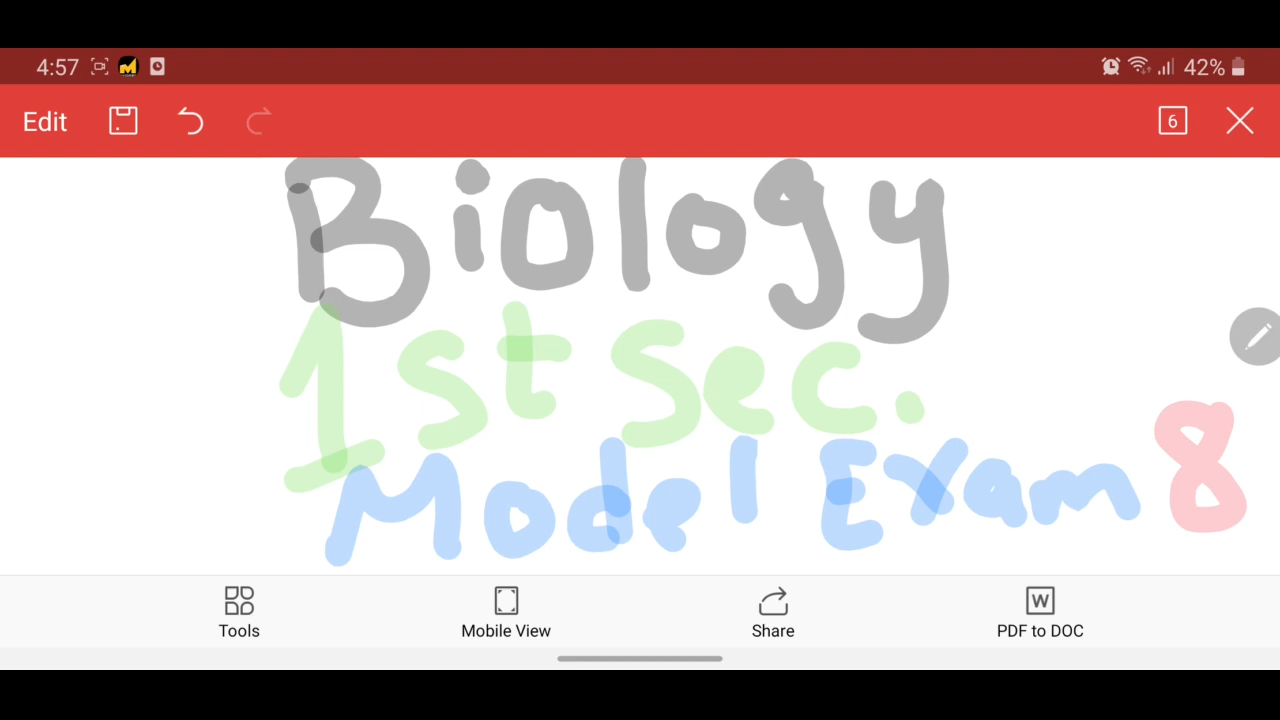 4:57 42%
Edit 6
Biology
1st Sec.
Model Exam 8
Tools Mobile View Share PDF to DOC